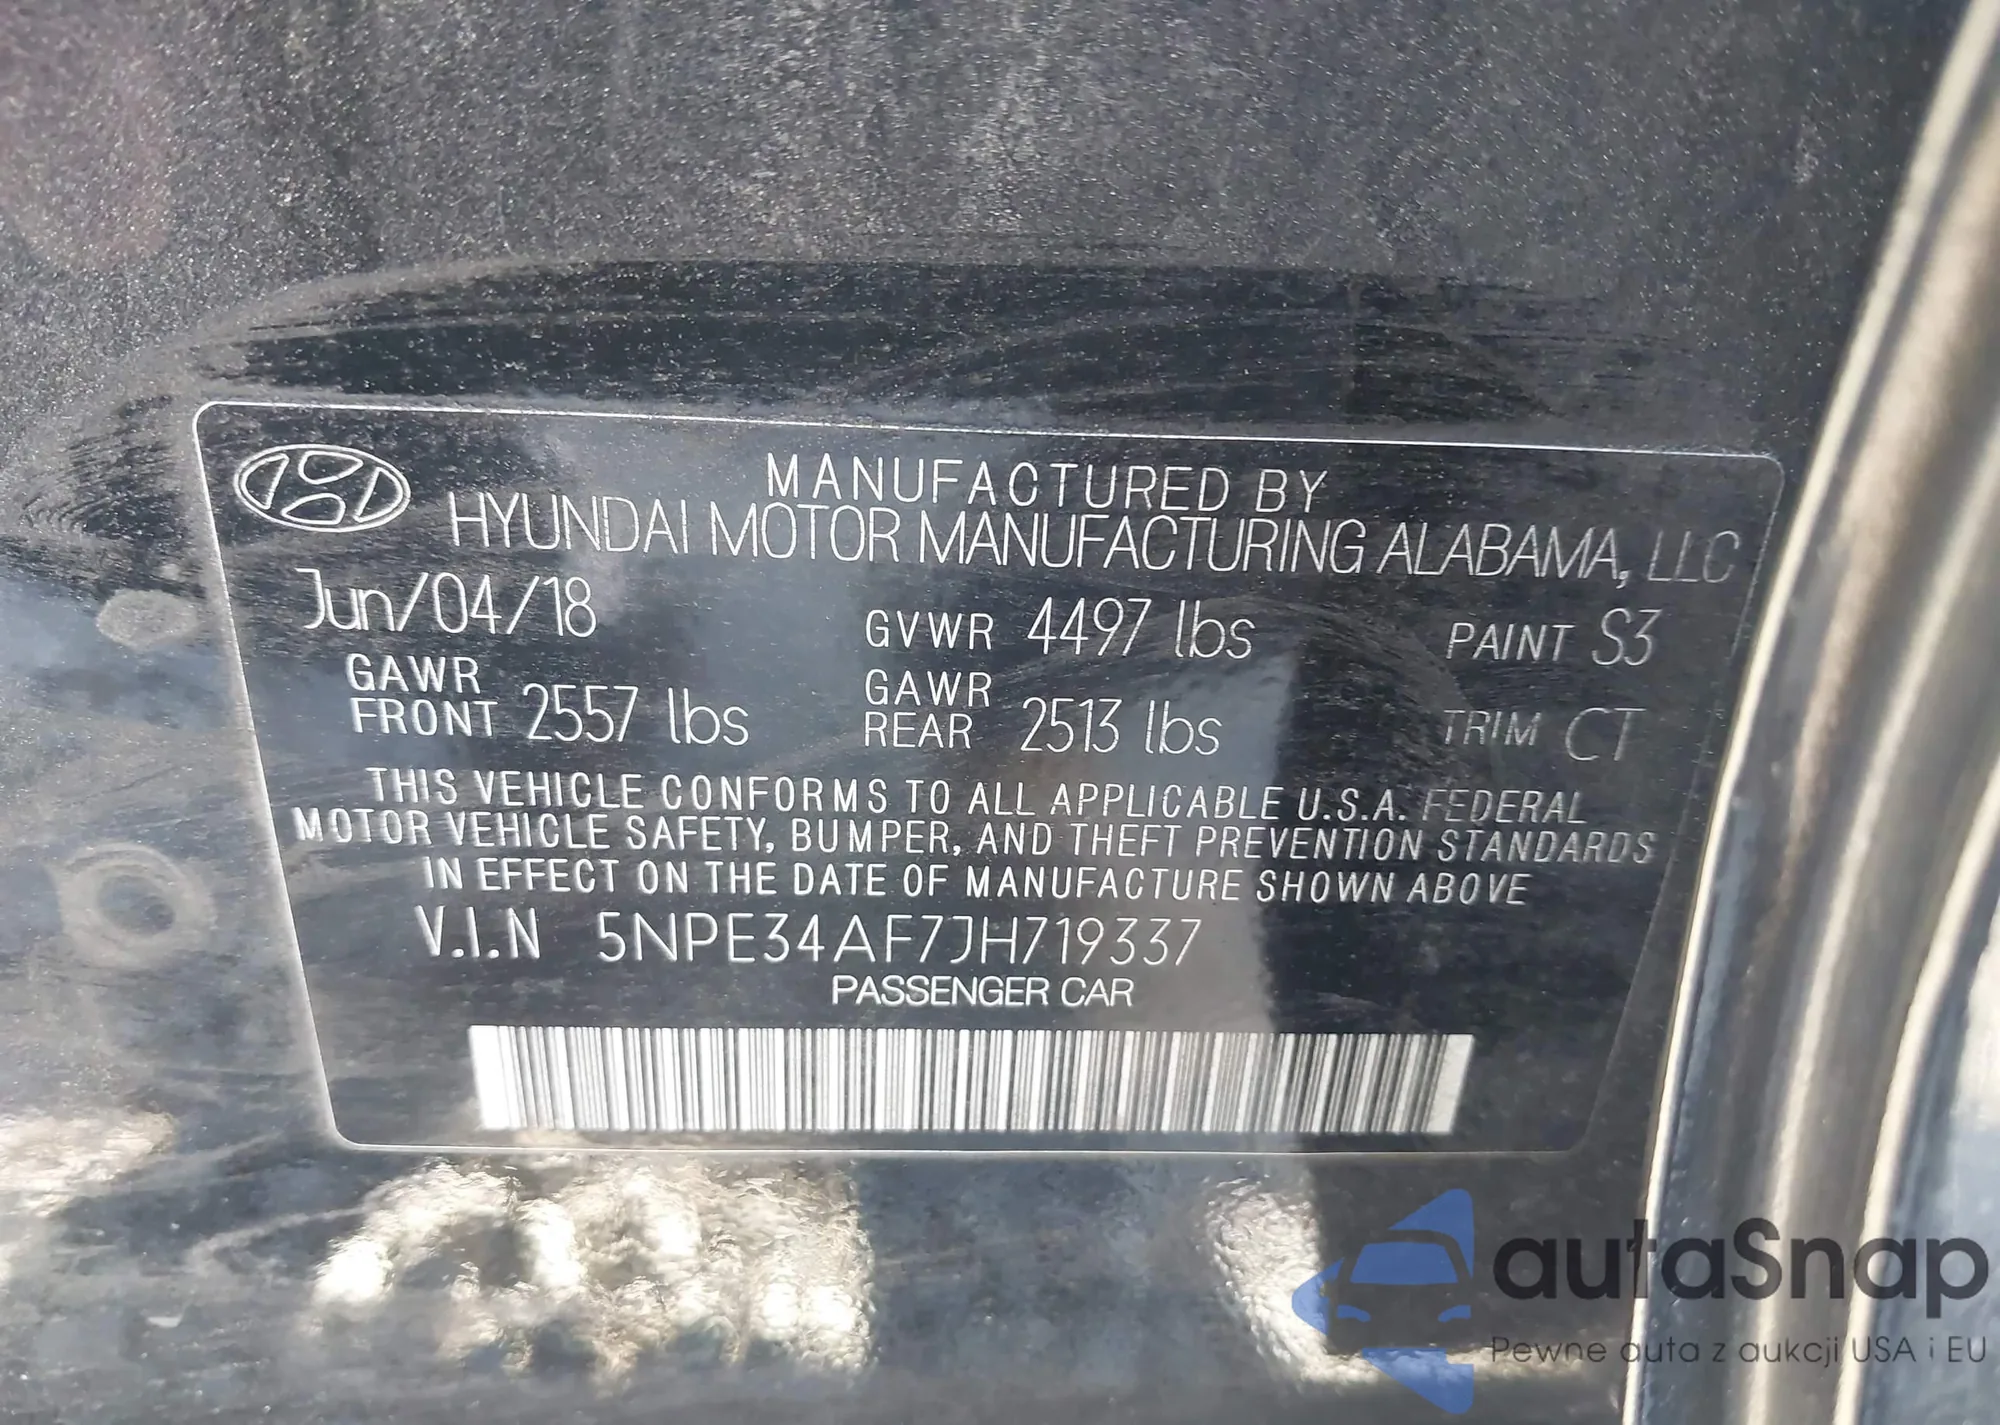 MANUFACTURED BY
HYUNDAI MOTOR MANUFACTURING ALABAMA, LLC
Jun/04/18 GVWR 4497 lbs PAINT S3
GAWR FRONT 2557 lbs GAWR REAR 2513 lbs TRIM CT
THIS VEHICLE CONFORMS TO ALL APPLICABLE U.S.A. FEDERAL
MOTOR VEHICLE SAFETY, BUMPER, AND THEFT PREVENTION STANDARDS
IN EFFECT ON THE DATE OF MANUFACTURE SHOWN ABOVE
V.I.N 5NPE34AF7JH719337
PASSENGER CAR
autaSnap
Pewne auta z aukcji USA i EU